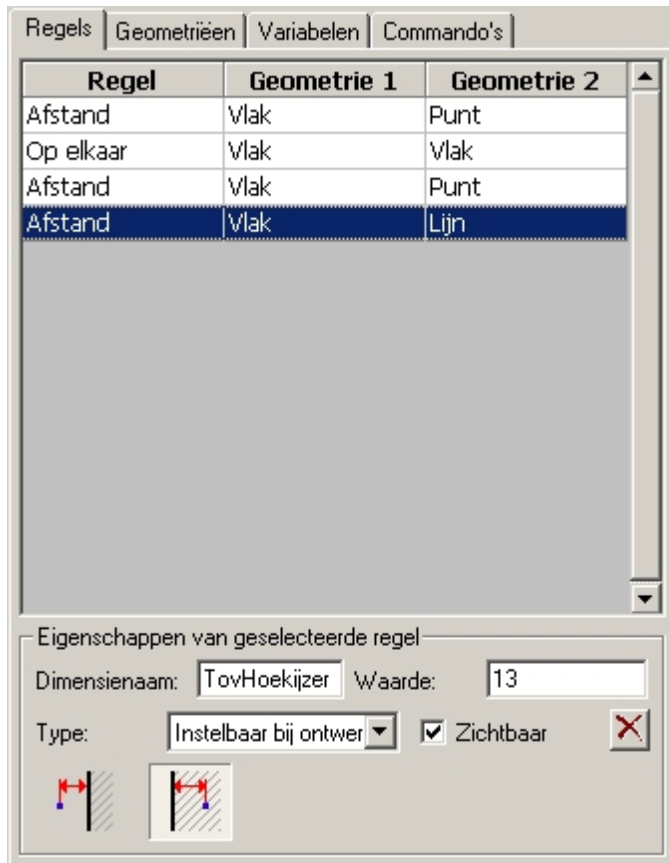 Regels Geometriëen Variabelen Commando's
Regel Geometrie 1 Geometrie 2
Afstand Vlak Punt
Op elkaar Vlak Vlak
Afstand Vlak Punt
Afstand Vlak Lijn
Eigenschappen van geselecteerde regel
Dimensienaam: TovHoekijzer Waarde: 13
Type: Instelbaar bij ontwer Zichtbaar